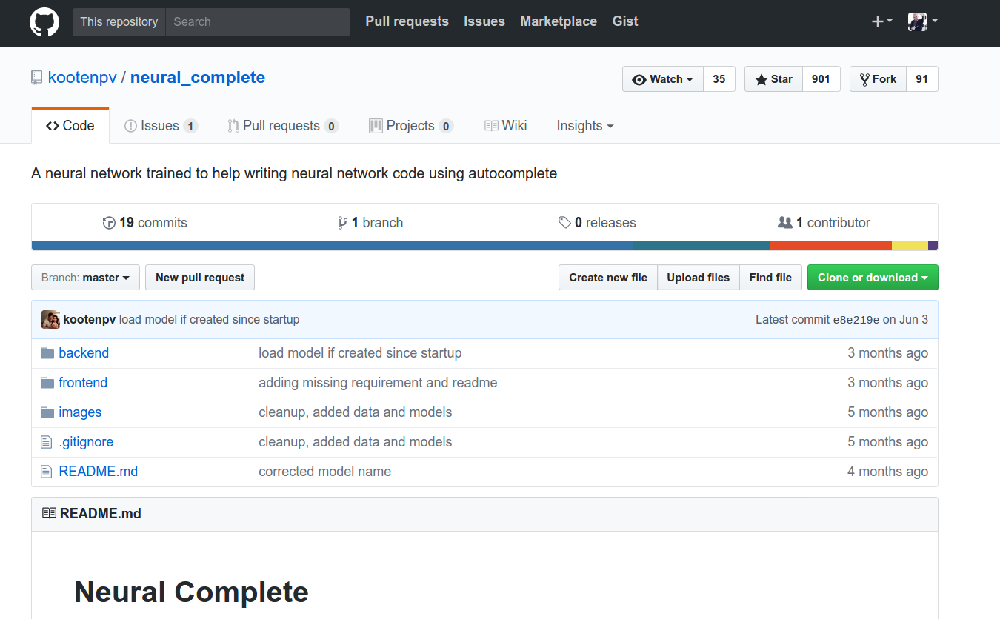 This repository Search Pull requests Issues Marketplace Gist
kootenpv / neural_complete Watch 35 Star 901 Fork 91
Code Issues 1 Pull requests 0 Projects 0 Wiki Insights
A neural network trained to help writing neural network code using autocomplete
19 commits 1 branch 0 releases 1 contributor
Branch: master New pull request Create new file Upload files Find file Clone or download
kootenpv load model if created since startup Latest commit e8e219e on Jun 3
backend load model if created since startup 3 months ago
frontend adding missing requirement and readme 3 months ago
images cleanup, added data and models 5 months ago
.gitignore cleanup, added data and models 5 months ago
README.md corrected model name 4 months ago
README.md
Neural Complete